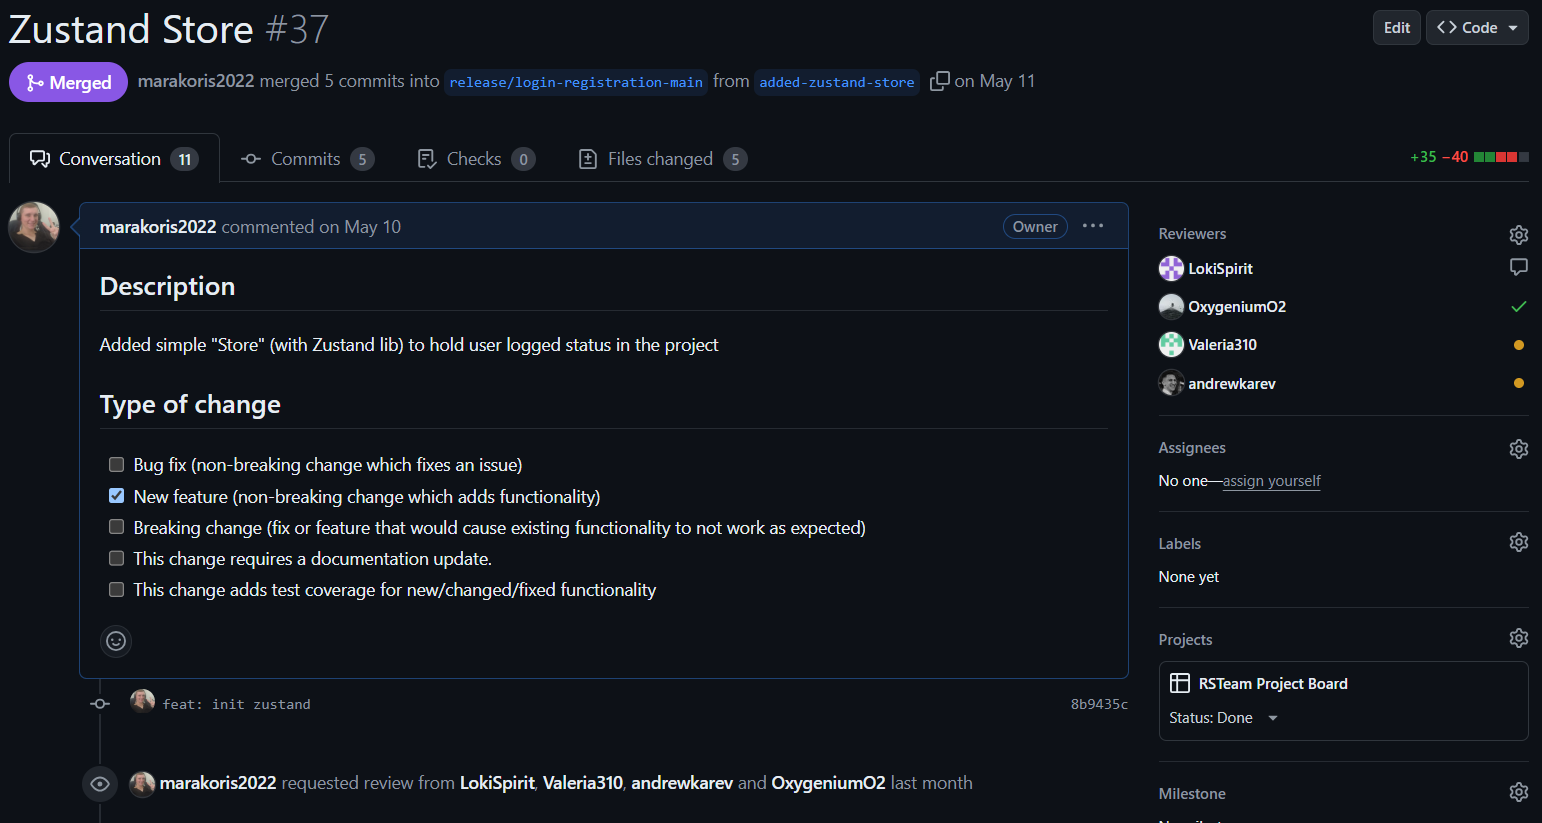 Zustand Store #37
Edit
Code
Merged
marakoris2022 merged 5 commits into release/login-registration-main from added-zustand-store on May 11
Conversation 11
Commits 5
Checks 0
Files changed 5
+35 −40
marakoris2022 commented on May 10
Owner
Description
Added simple "Store" (with Zustand lib) to hold user logged status in the project
Type of change
Bug fix (non-breaking change which fixes an issue)
New feature (non-breaking change which adds functionality)
Breaking change (fix or feature that would cause existing functionality to not work as expected)
This change requires a documentation update.
This change adds test coverage for new/changed/fixed functionality
feat: init zustand
8b9435c
marakoris2022 requested review from LokiSpirit, Valeria310, andrewkarev and OxygeniumO2 last month
Reviewers
LokiSpirit
OxygeniumO2
Valeria310
andrewkarev
Assignees
No one—assign yourself
Labels
None yet
Projects
RSTeam Project Board
Status: Done
Milestone